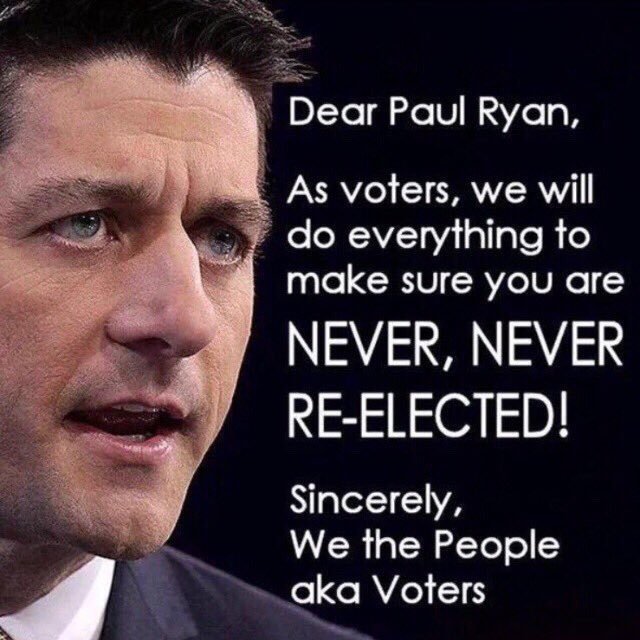 Dear Paul Ryan,
As voters, we will
do everything to
make sure you are
NEVER, NEVER
RE-ELECTED!
Sincerely,
We the People
aka Voters